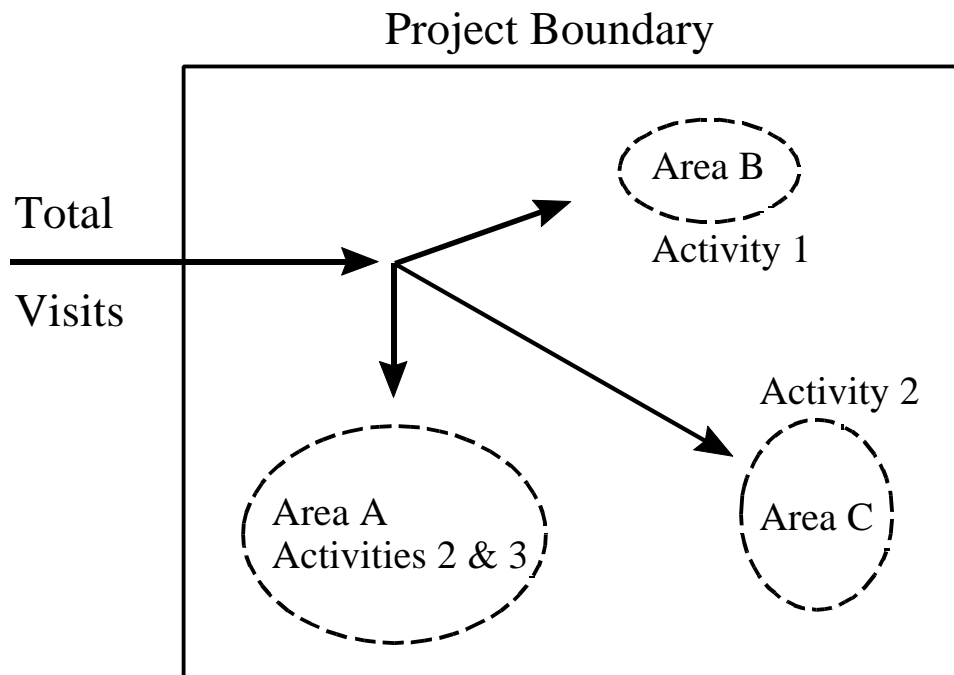 Project Boundary
Area B
Total
Activity 1
Visits
Activity 2
Area A
Area C
Activities 2 & 3